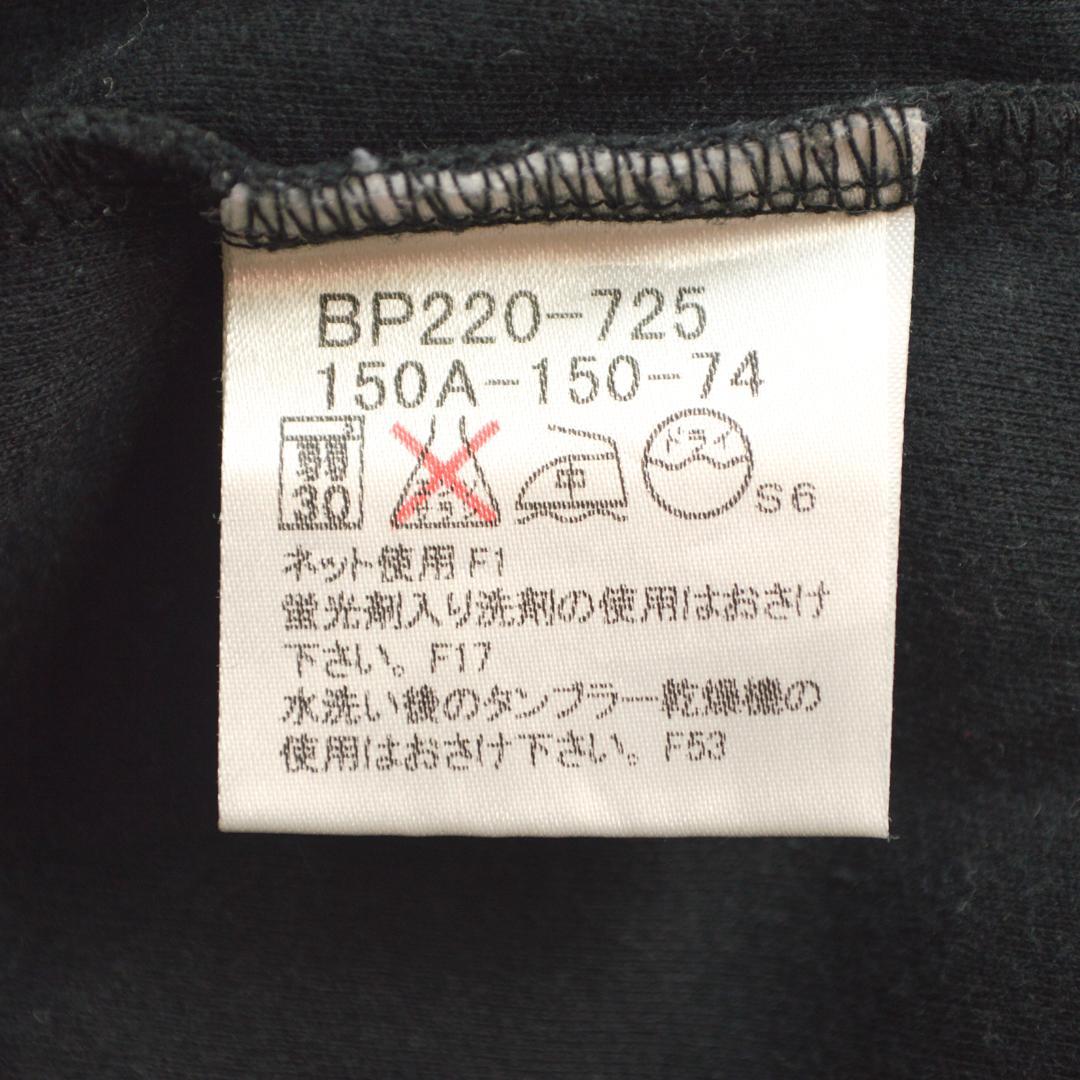 BP220-725
150A-150-74
弱
30
中
ドライ
S6
ネット使用 F1
蛍光剤入り洗剤の使用はおさけ
下さい。F17
水洗い後のタンブラー乾燥機の
使用はおさけ下さい。F53